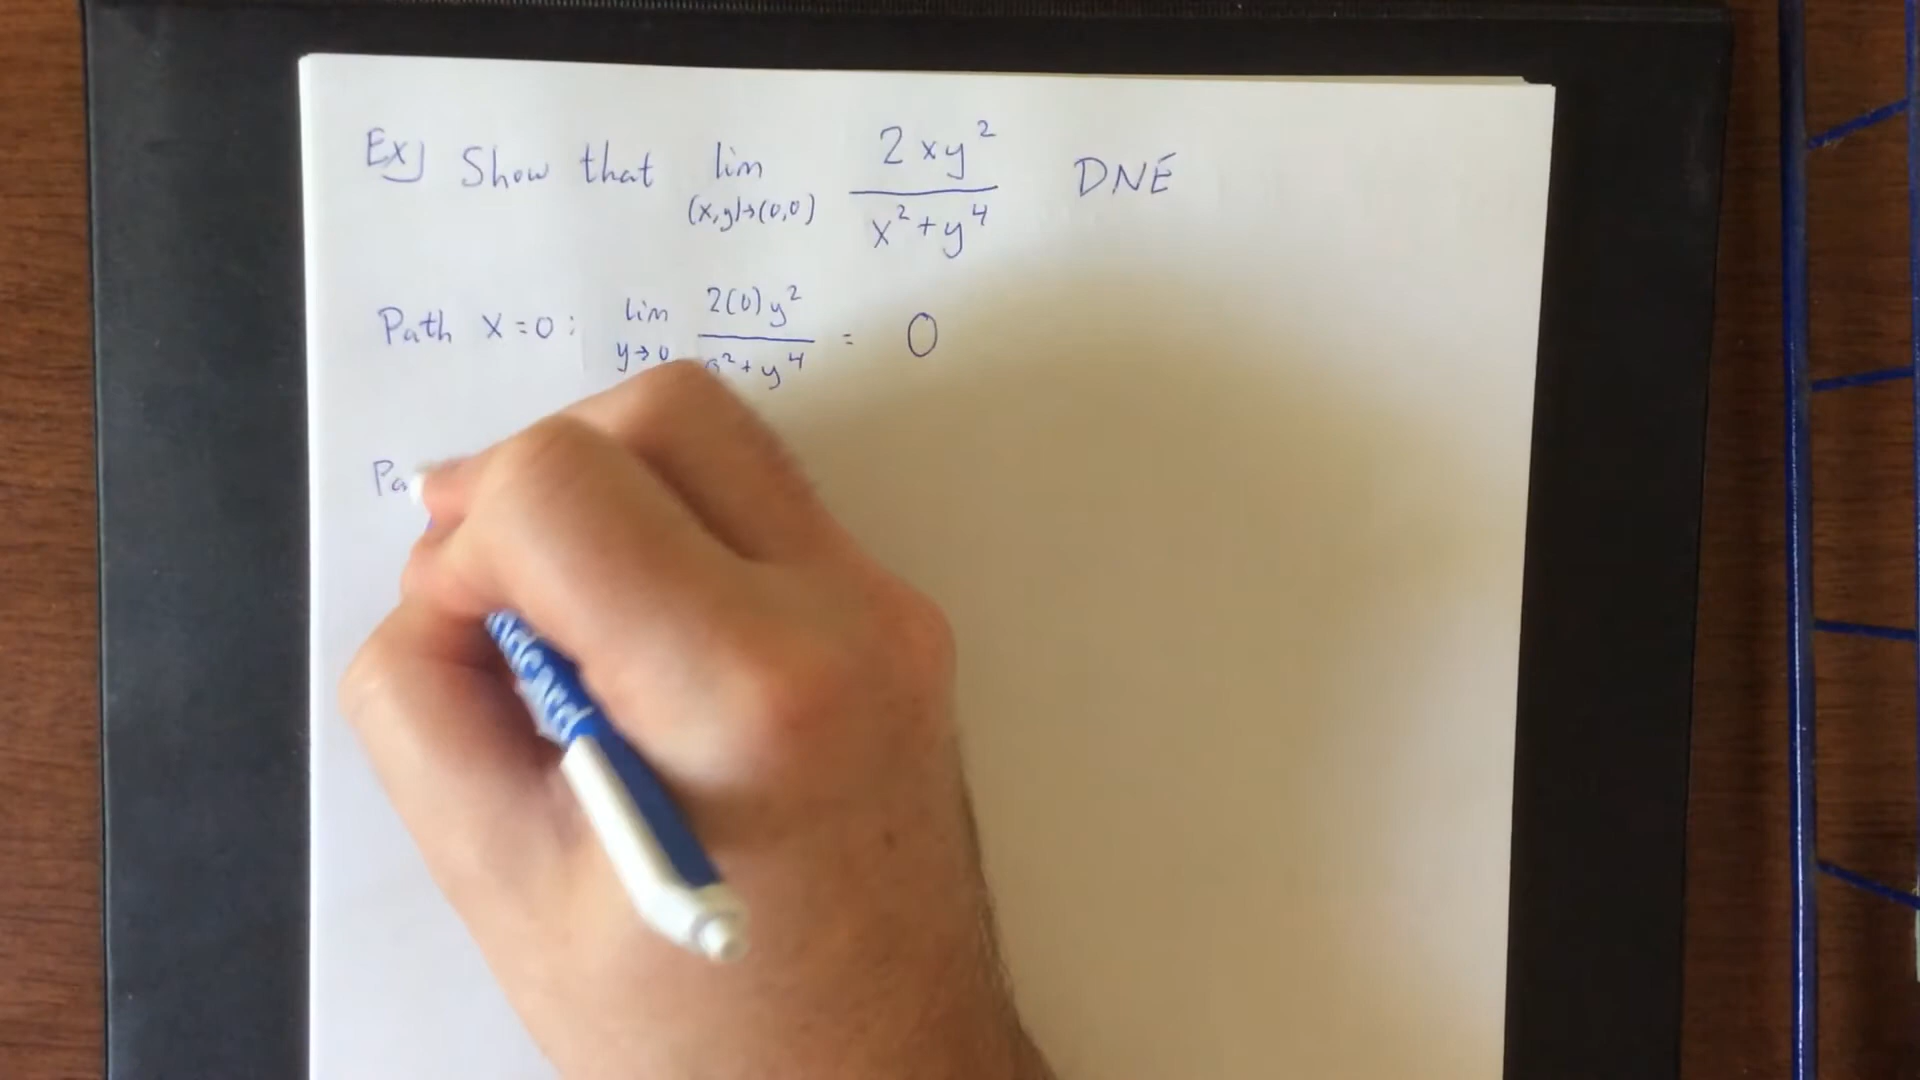 Ex) Show that lim (x,y)→(0,0) 2xy² / x²+y⁴ DNE
Path x=0: lim y→0 2(0)y² / 0²+y⁴ = 0
Pa